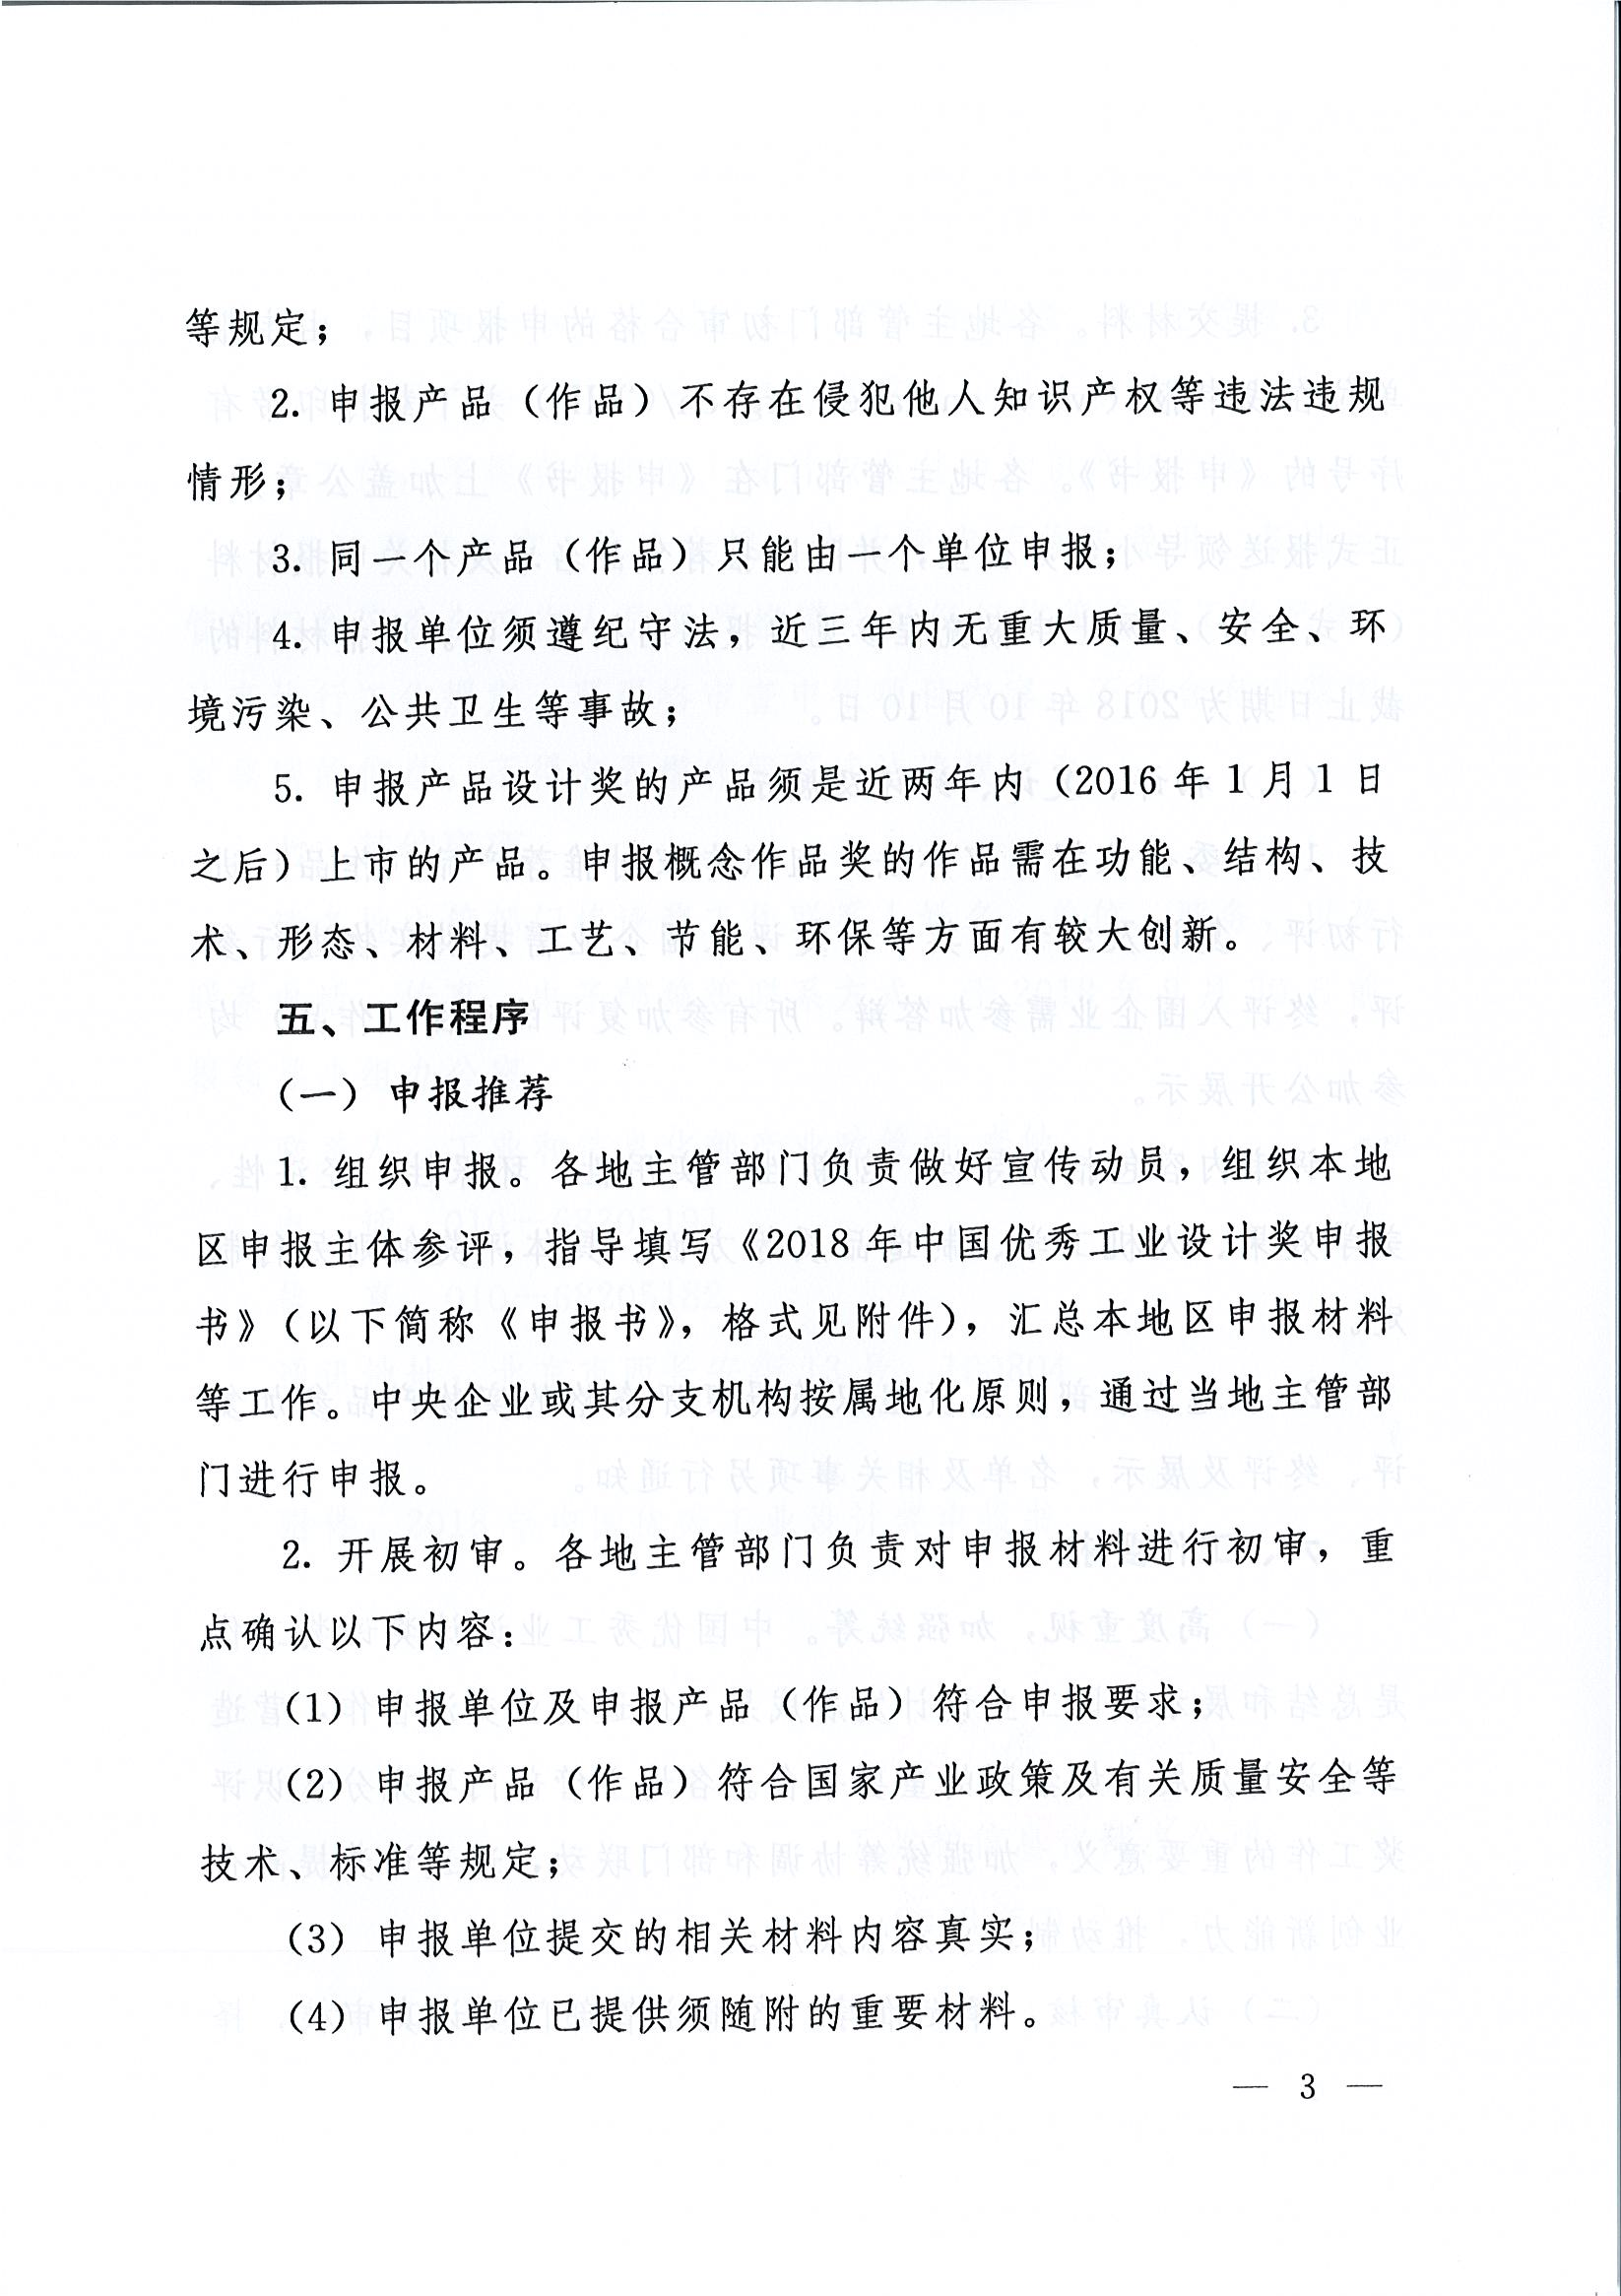 等规定；
2. 申报产品（作品）不存在侵犯他人知识产权等违法违规
情形；
3. 同一个产品（作品）只能由一个单位申报；
4. 申报单位须遵纪守法，近三年内无重大质量、安全、环
境污染、公共卫生等事故；
5. 申报产品设计奖的产品须是近两年内（2016 年 1 月 1 日
之后）上市的产品。申报概念作品奖的作品需在功能、结构、技
术、形态、材料、工艺、节能、环保等方面有较大创新。
五、工作程序
（一）申报推荐
1. 组织申报。各地主管部门负责做好宣传动员，组织本地
区申报主体参评，指导填写《2018 年中国优秀工业设计奖申报
书》（以下简称《申报书》，格式见附件），汇总本地区申报材料
等工作。中央企业或其分支机构按属地化原则，通过当地主管部
门进行申报。
2. 开展初审。各地主管部门负责对申报材料进行初审，重
点确认以下内容：
（1）申报单位及申报产品（作品）符合申报要求；
（2）申报产品（作品）符合国家产业政策及有关质量安全等
技术、标准等规定；
（3）申报单位提交的相关材料内容真实；
（4）申报单位已提供须随附的重要材料。
— 3 —